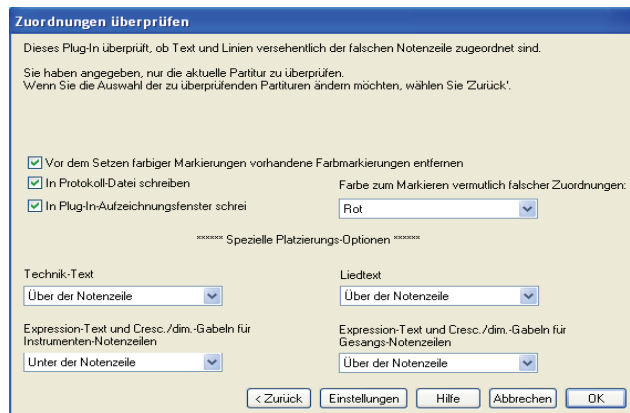 Zuordnungen überprüfen
Dieses Plug-In überprüft, ob Text und Linien versehentlich der falschen Notenzeile zugeordnet sind.
Sie haben angegeben, nur die aktuelle Partitur zu überprüfen.
Wenn Sie die Auswahl der zu überprüfenden Partituren ändern möchten, wählen Sie 'Zurück'.
Vor dem Setzen farbiger Markierungen vorhandene Farbmarkierungen entfernen
In Protokoll-Datei schreiben
Farbe zum Markieren vermutlich falscher Zuordnungen:
In Plug-In-Aufzeichnungsfenster schrei
Rot
****** Spezielle Platzierungs-Optionen ******
Technik-Text
Liedtext
Über der Notenzeile
Über der Notenzeile
Expression-Text und Cresc./dim.-Gabeln für
Instrumenten-Notenzeilen
Expression-Text und Cresc./dim.-Gabeln für
Gesangs-Notenzeilen
Unter der Notenzeile
Über der Notenzeile
< Zurück
Einstellungen
Hilfe
Abbrechen
OK